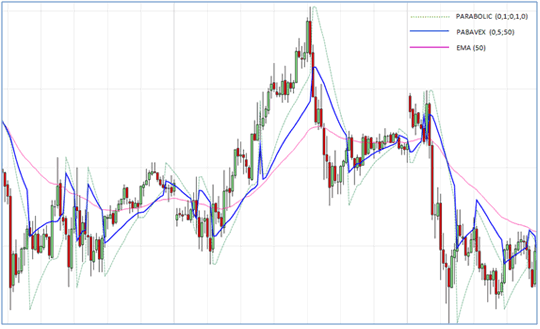 PARABOLIC (0,1;0,1,0)
PABAVEX (0,5;50)
EMA (50)